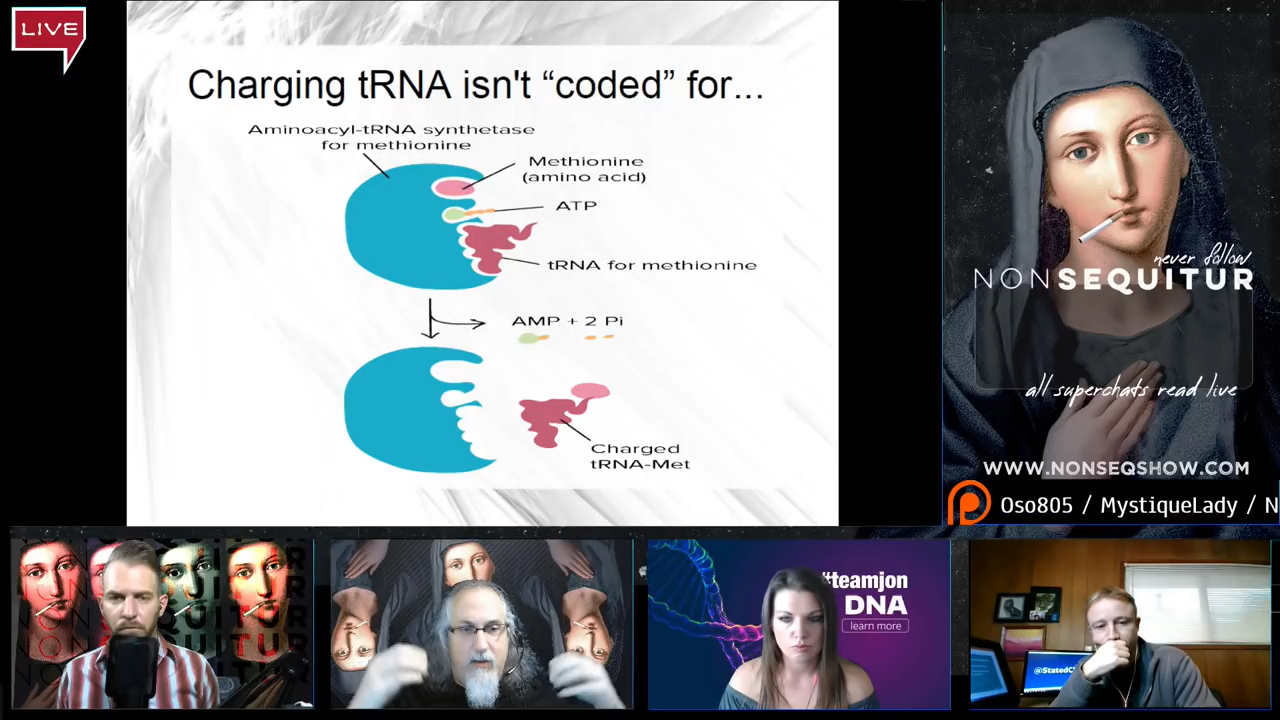 LIVE
Charging tRNA isn't “coded” for...
Aminoacyl-tRNA synthetase
for methionine
Methionine
(amino acid)
ATP
tRNA for methionine
AMP + 2 Pi
Charged
tRNA-Met
never follow
NONSEQUITUR
all superchats read live
WWW.NONSEQSHOW.COM
Oso805 / MystiqueLady / N
#teamjon
DNA
learn more